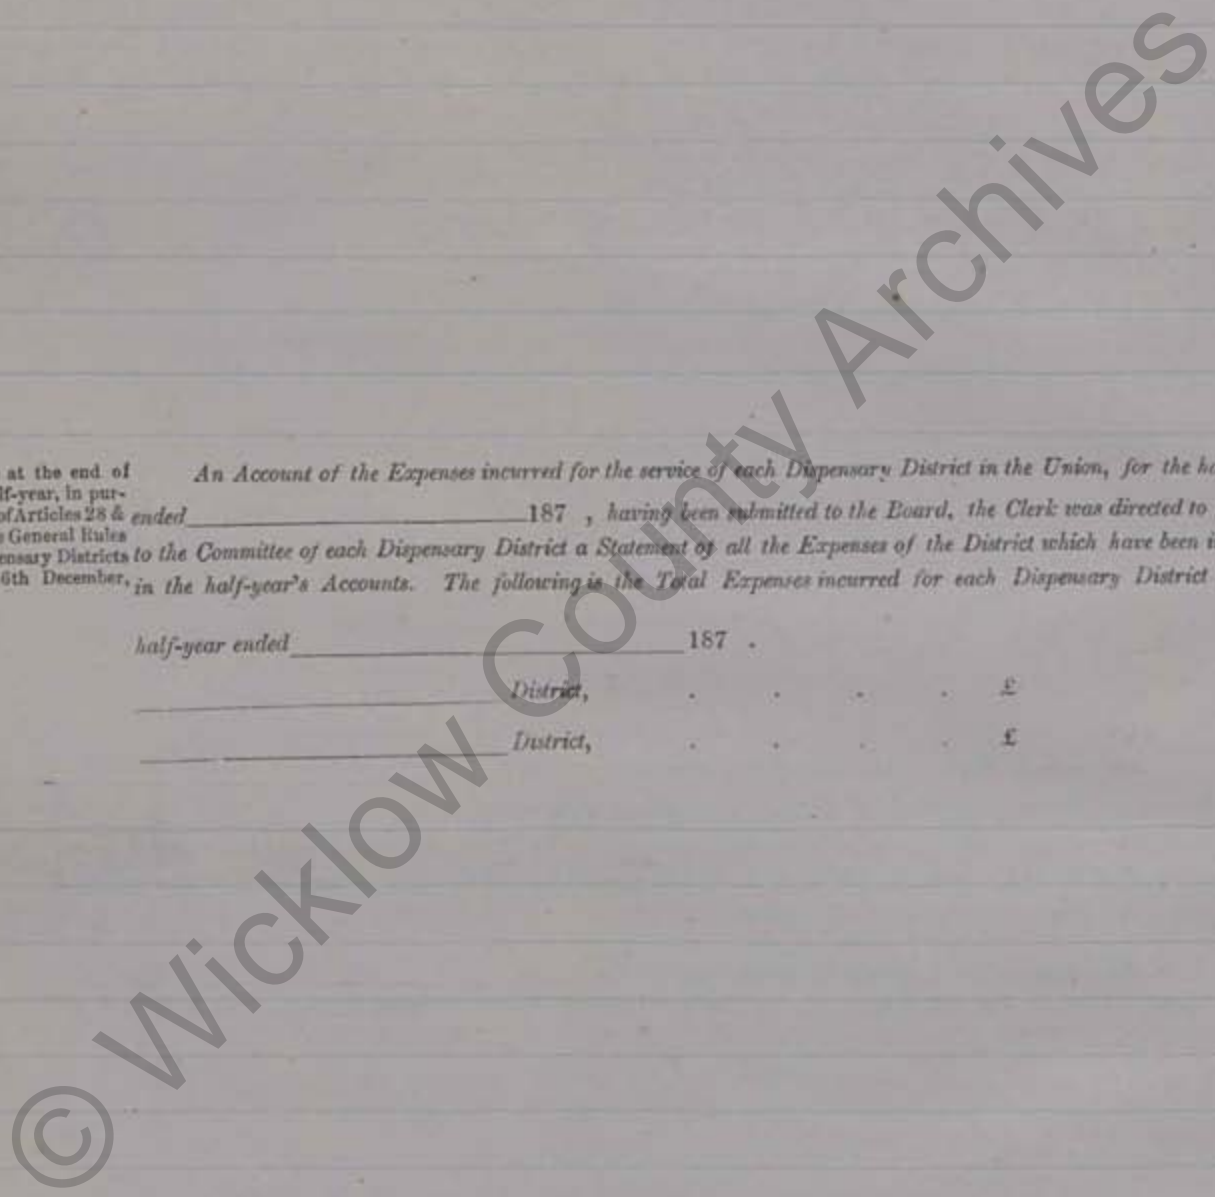 at the end of
lf-year, in pur-
of Articles 28 &
General Rules
ensary Districts
6th December,
An Account of the Expenses incurred for the service of each Dispensary District in the Union, for the ha
ended 187 , having been submitted to the Board, the Clerk was directed to
to the Committee of each Dispensary District a Statement of all the Expenses of the District which have been i
in the half-year's Accounts. The following is the Total Expenses incurred for each Dispensary District
half-year ended 187 .
District, . . . . £
District, . . . . £
© Wicklow County Archives